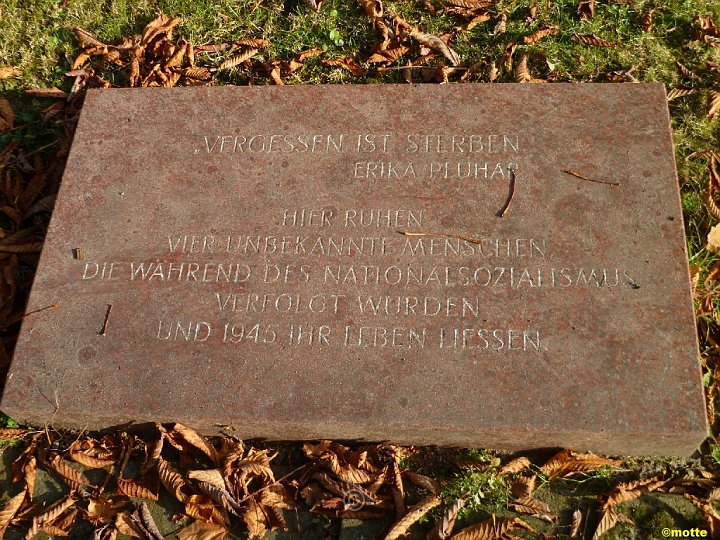 „VERGESSEN IST STERBEN“
ERIKA PLUHAR
HIER RUHEN
VIER UNBEKANNTE MENSCHEN,
DIE WÄHREND DES NATIONALSOZIALISMUS
VERFOLGT WURDEN
UND 1945 IHR LEBEN LIESSEN.
©motte